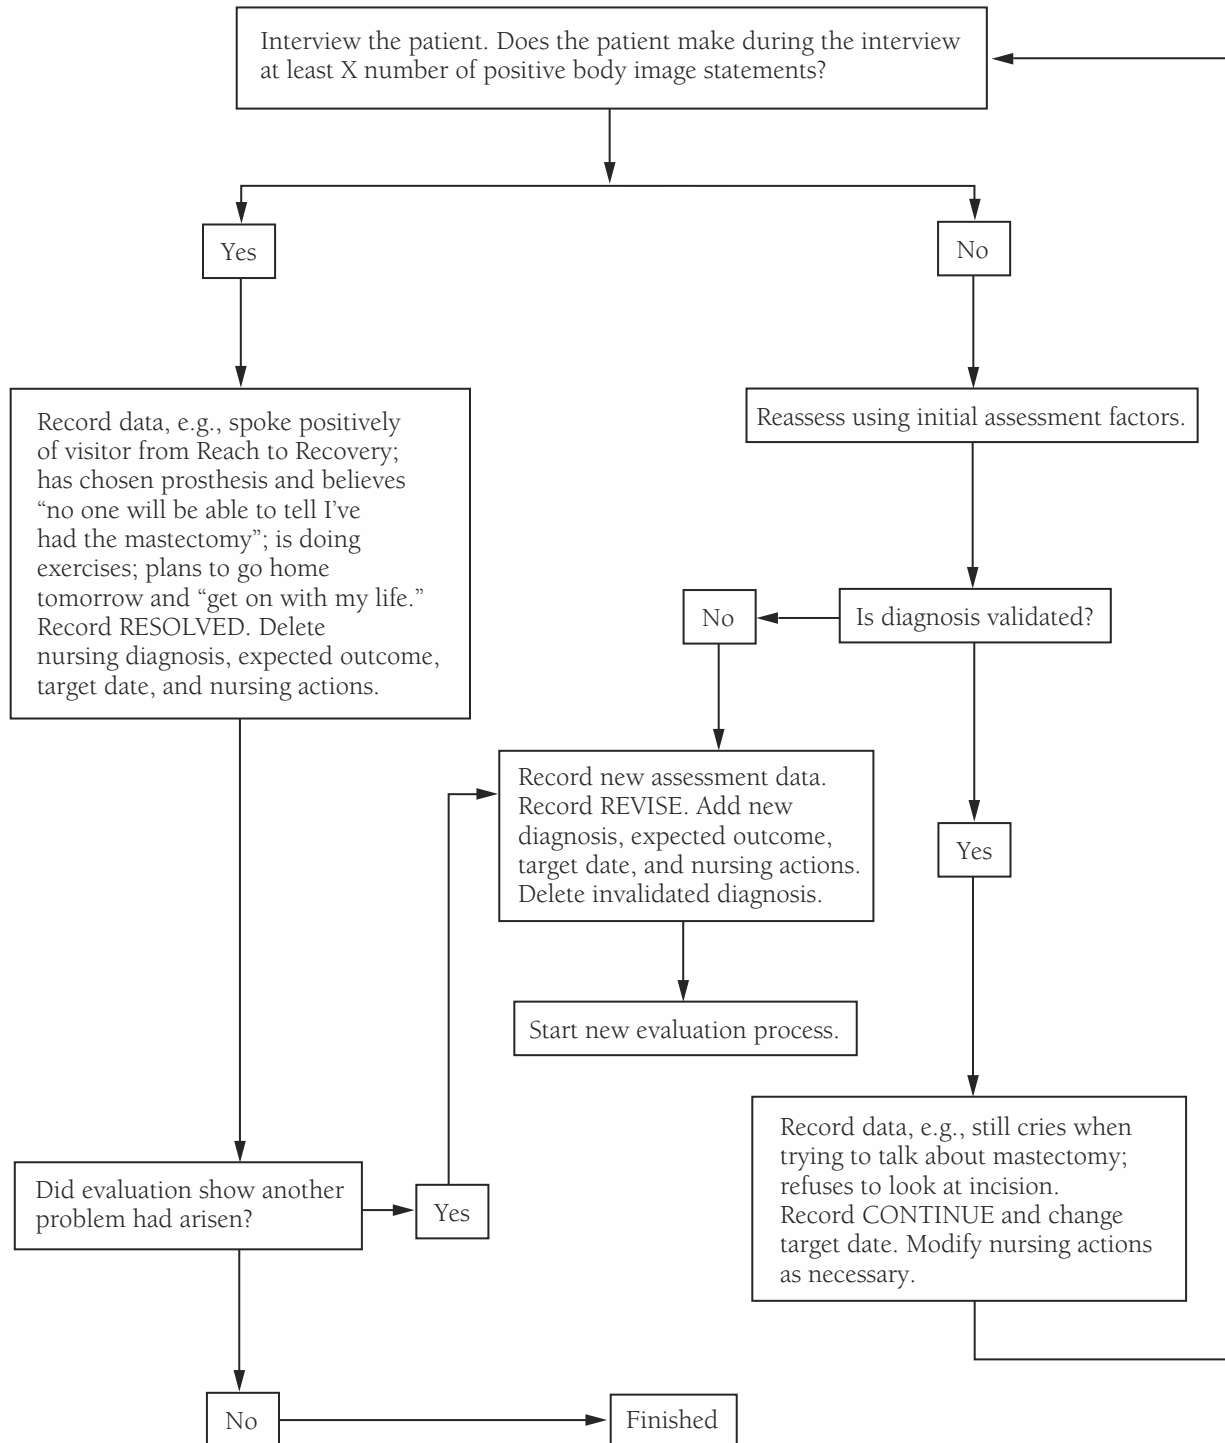 Interview the patient. Does the patient make during the interview
at least X number of positive body image statements?
Yes
No
Record data, e.g., spoke positively
of visitor from Reach to Recovery;
has chosen prosthesis and believes
“no one will be able to tell I’ve
had the mastectomy”; is doing
exercises; plans to go home
tomorrow and “get on with my life.”
Record RESOLVED. Delete
nursing diagnosis, expected outcome,
target date, and nursing actions.
Reassess using initial assessment factors.
No
Is diagnosis validated?
Record new assessment data.
Record REVISE. Add new
diagnosis, expected outcome,
target date, and nursing actions.
Delete invalidated diagnosis.
Yes
Start new evaluation process.
Record data, e.g., still cries when
trying to talk about mastectomy;
refuses to look at incision.
Record CONTINUE and change
target date. Modify nursing actions
as necessary.
Did evaluation show another
problem had arisen?
Yes
No
Finished